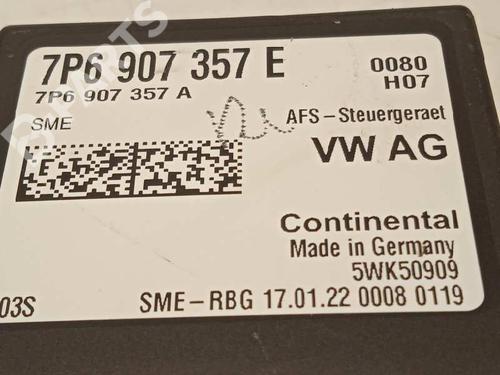 7P6 907 357 E
0080
7P6 907 357 A
H07
SME
AFS-Steuergeraet
VW AG
Continental
Made in Germany
5WK50909
03S
SME-RBG 17.01.22 0008 0119